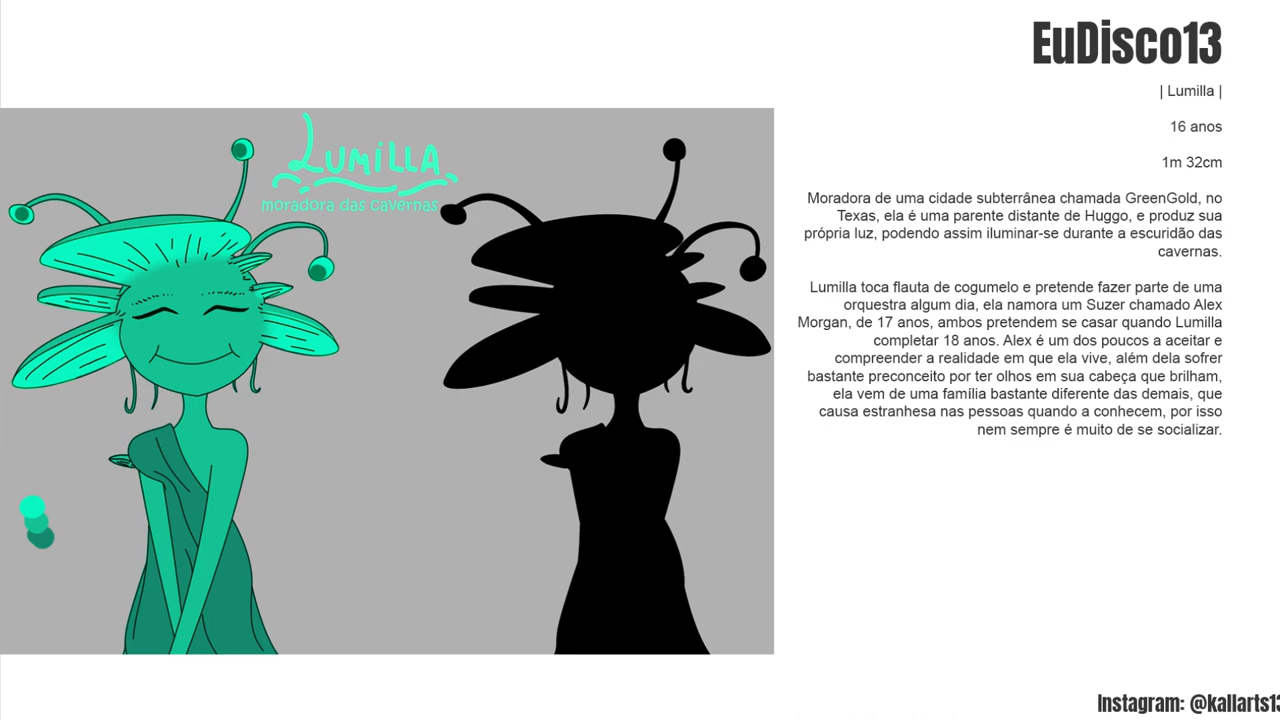 EuDisco13
| Lumilla |
16 anos
1m 32cm
LUMiLLA
moradora das cavernas
Moradora de uma cidade subterrânea chamada GreenGold, no
Texas, ela é uma parente distante de Huggo, e produz sua
própria luz, podendo assim iluminar-se durante a escuridão das
cavernas.
Lumilla toca flauta de cogumelo e pretende fazer parte de uma
orquestra algum dia, ela namora um Suzer chamado Alex
Morgan, de 17 anos, ambos pretendem se casar quando Lumilla
completar 18 anos. Alex é um dos poucos a aceitar e
compreender a realidade em que ela vive, além dela sofrer
bastante preconceito por ter olhos em sua cabeça que brilham,
ela vem de uma família bastante diferente das demais, que
causa estranhesa nas pessoas quando a conhecem, por isso
nem sempre é muito de se socializar.
Instagram: @kallarts13